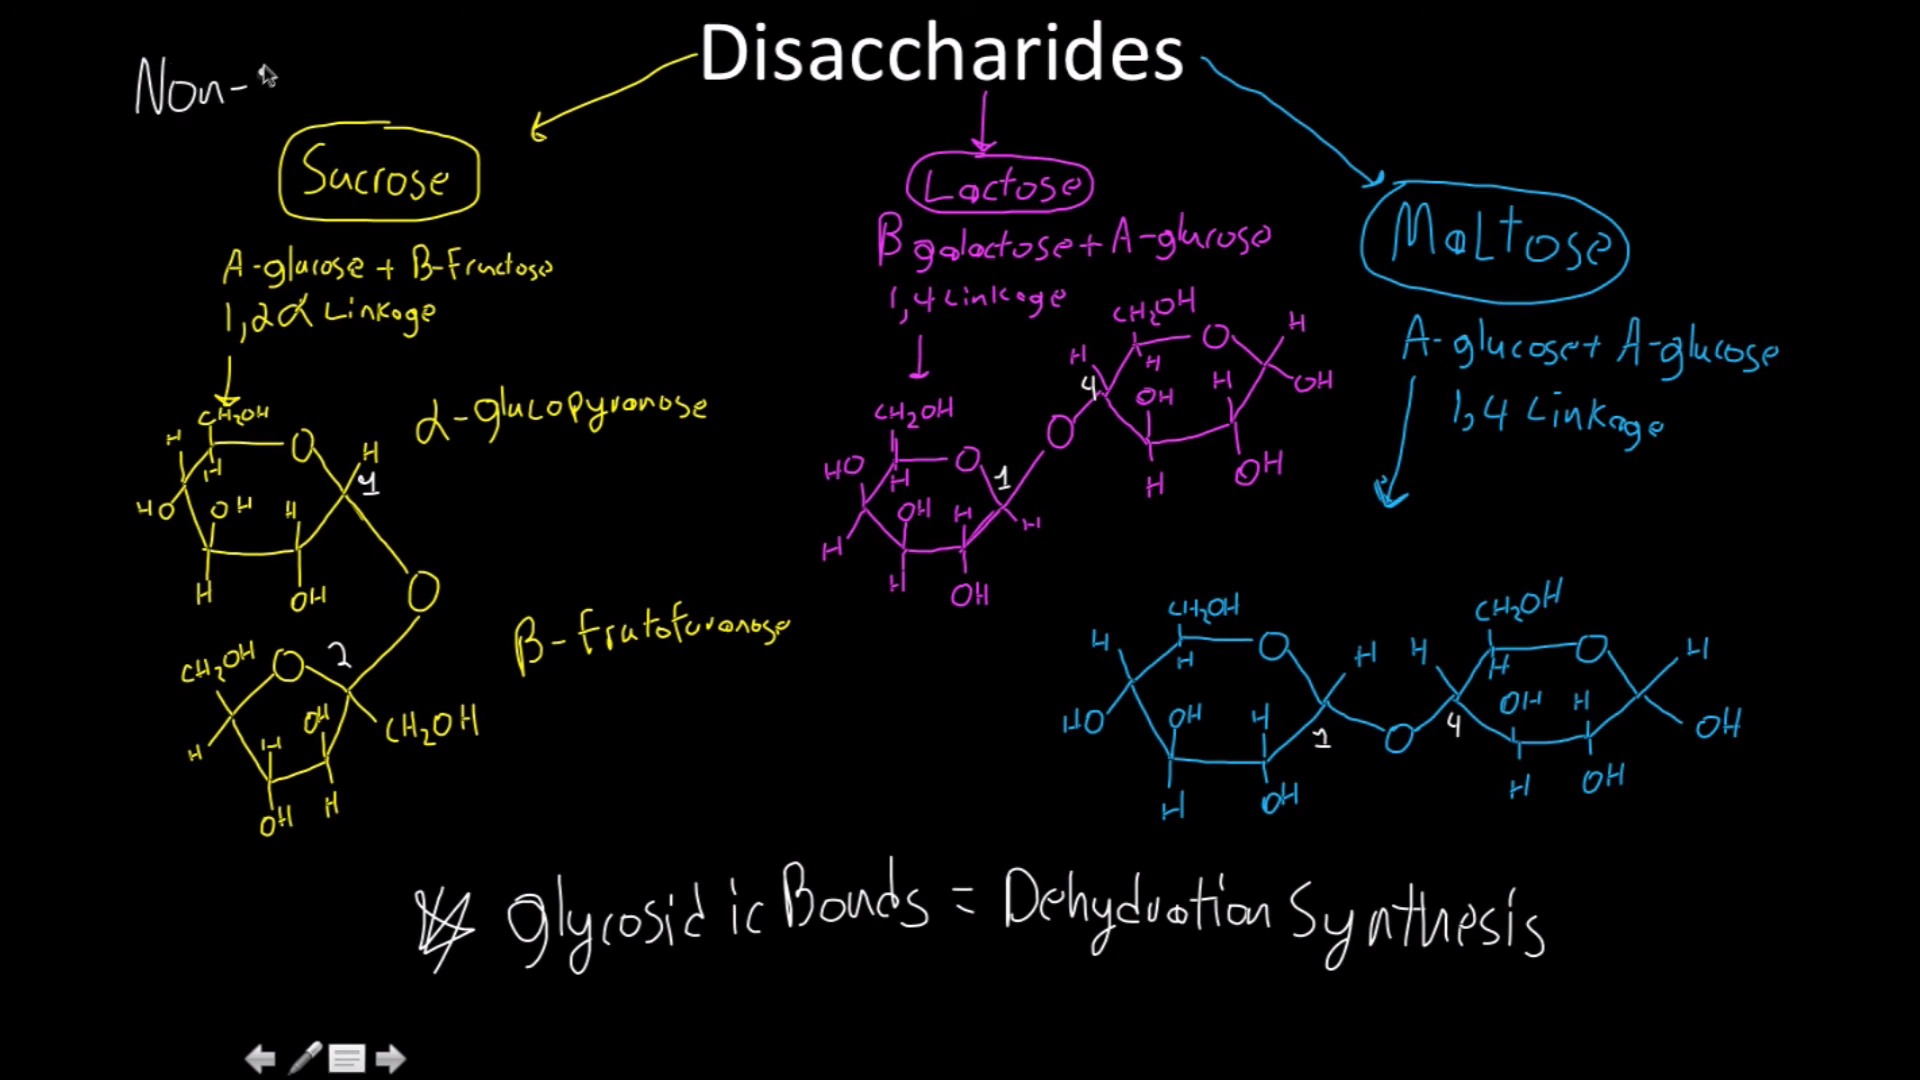 Disaccharides
Non-
Sucrose
A-glucose + B-Fructose
1,2α Linkage
α-glucopyranose
CH₂OH
H
O
H
H
1
HO
OH
H
H
OH
O
β-frutofuranose
CH₂OH
O
2
OH
CH₂OH
H
H
OH
H
Lactose
B galactose + A-glucose
1,4 Linkage
CH₂OH
H
O
H
H
4
OH
H
OH
O
H
OH
CH₂OH
HO
O
H
1
OH
H
H
H
H
OH
Maltose
A-glucose + A-glucose
1,4 Linkage
CH₂OH
H
O
H
H
HO
OH
H
1
O
H
OH
CH₂OH
H
O
H
H
4
OH
H
OH
H
OH
Glycosidic Bonds = Dehydration Synthesis